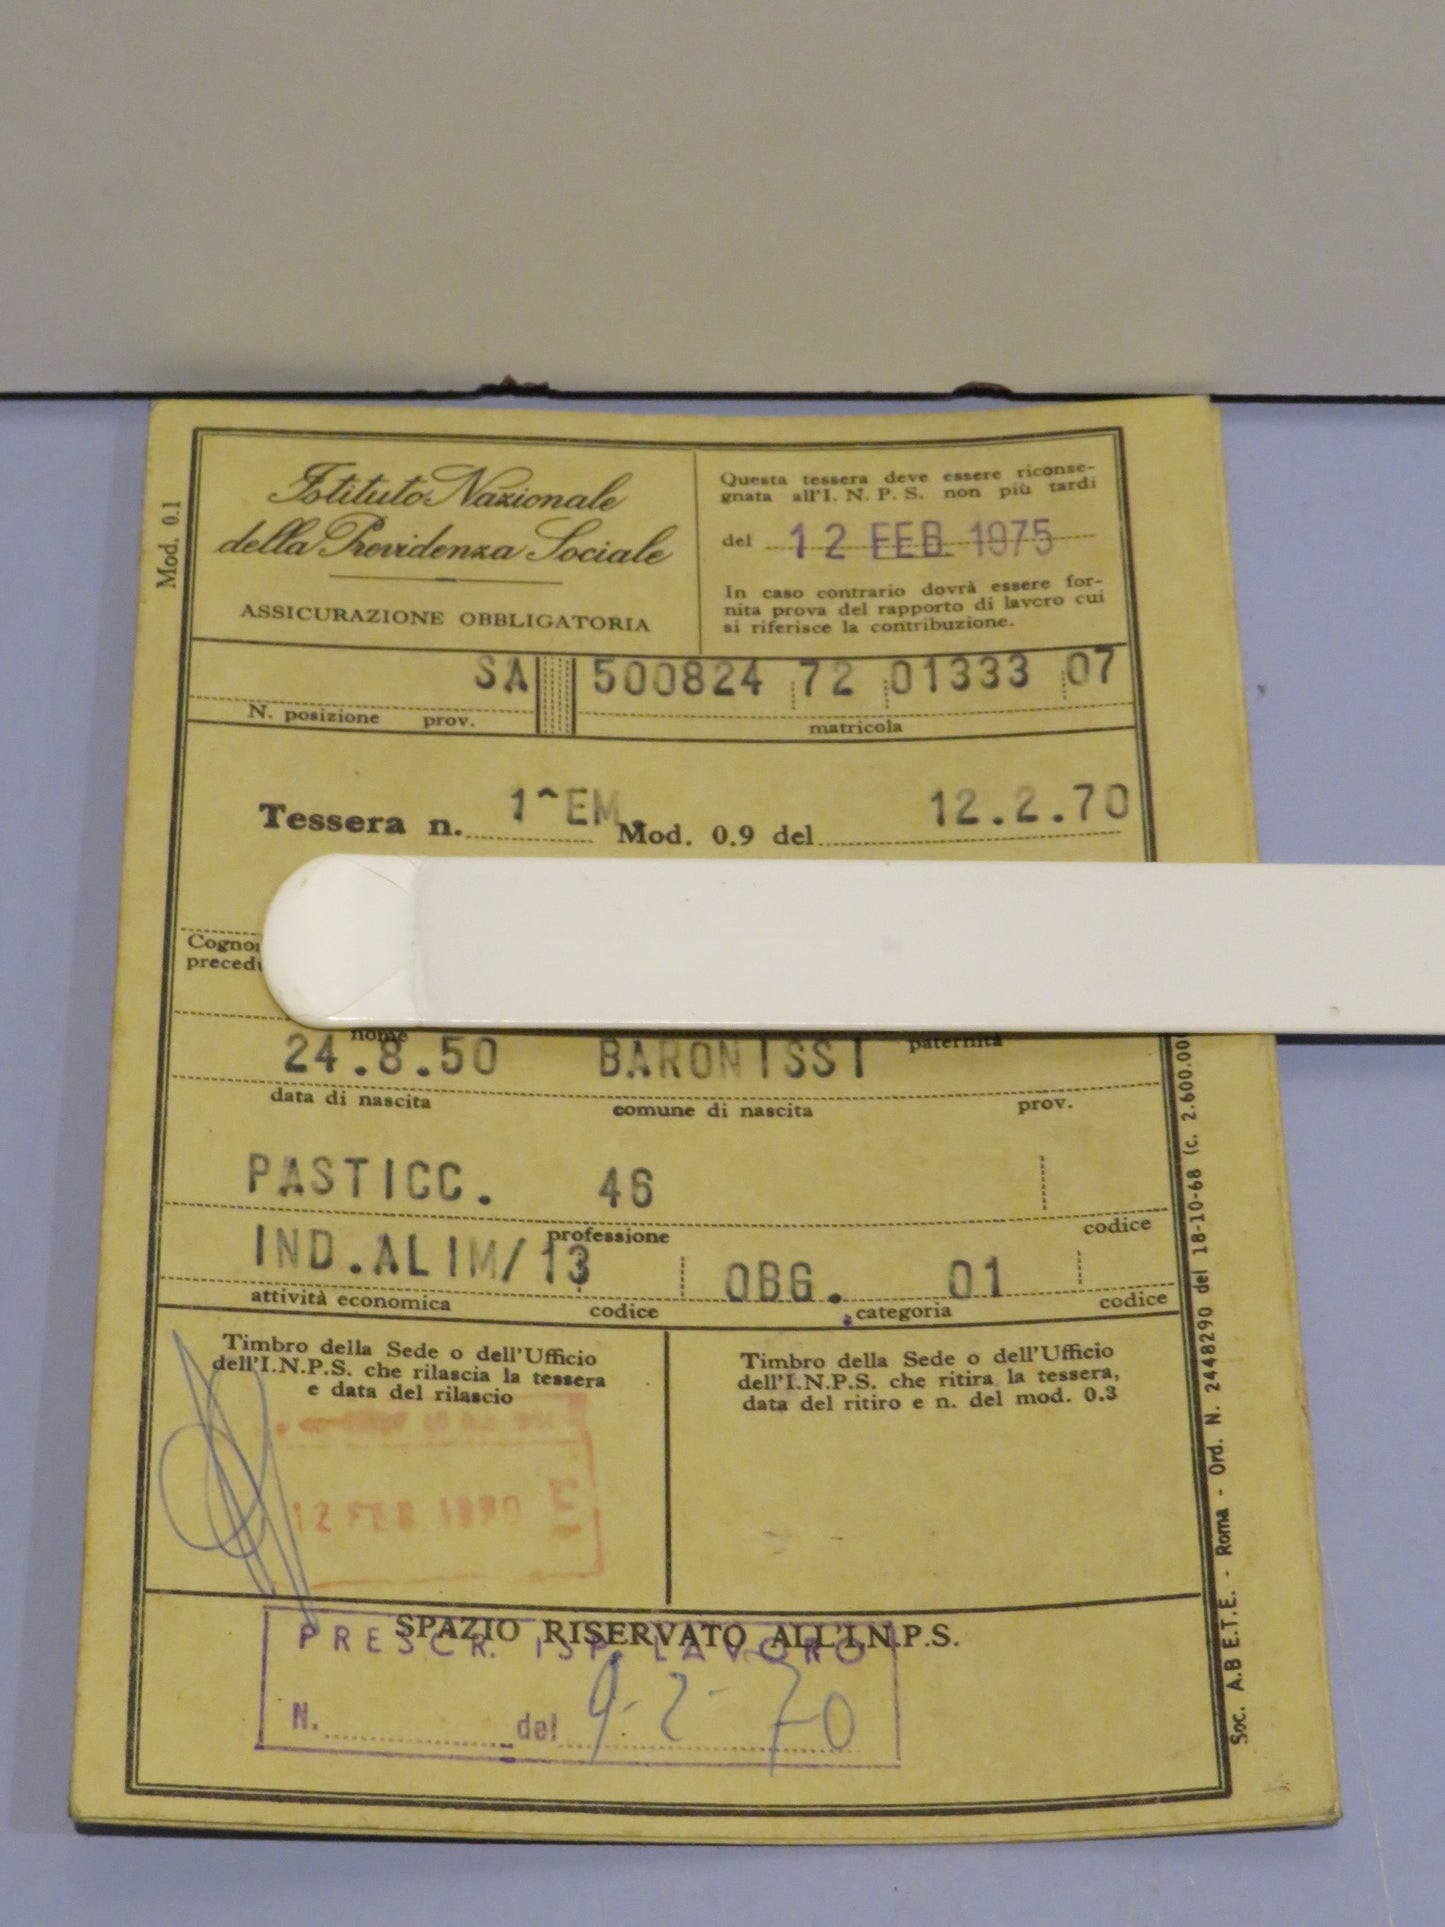 Mod. 0.1
Istituto Nazionale
della Previdenza Sociale
ASSICURAZIONE OBBLIGATORIA
Questa tessera deve essere riconse-
gnata all'I. N. P. S. non più tardi
del 12 FEB 1975
In caso contrario dovrà essere for-
nita prova del rapporto di lavoro cui
si riferisce la contribuzione.
SA 500824 72 01333 07
N. posizione prov. matricola
Tessera n. 1^EM. Mod. 0.9 del 12.2.70
nome paternità
24.8.50 BARONISSI
data di nascita comune di nascita prov.
PASTICC. 46
professione codice
IND.ALIM/13 OBG. 01
attività economica codice categoria codice
Timbro della Sede o dell'Ufficio
dell'I.N.P.S. che rilascia la tessera
e data del rilascio
12 FEB
Timbro della Sede o dell'Ufficio
dell'I.N.P.S. che ritira la tessera,
data del ritiro e n. del mod. 0.3
SPAZIO RISERVATO ALL'I.N.P.S.
PRESCR. ISP. LAVORO
N. del 9-2-70
Soc. A.B.E.T.E. - Roma - Ord. N. 2448290 del 18-10-68 (c. 2.600.00